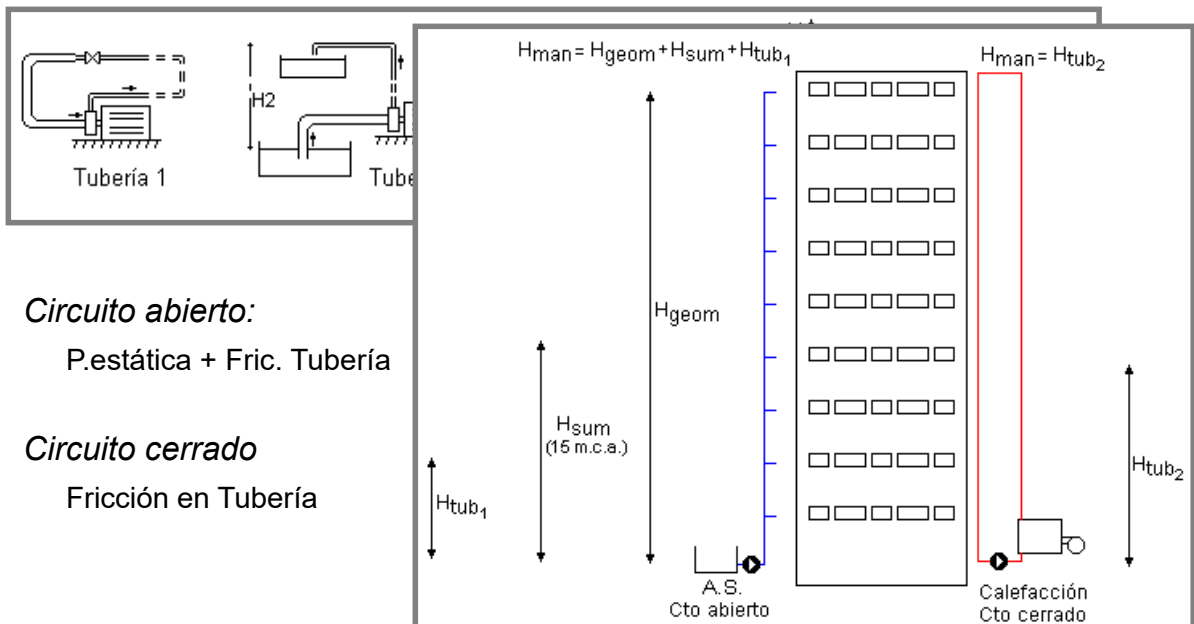 H2
Tubería 1
Hman = Hgeom + Hsum + Htub1
Hman = Htub2
Circuito abierto:
P.estática + Fric. Tubería
Circuito cerrado
Fricción en Tubería
Hgeom
Hsum
(15 m.c.a.)
Htub1
Htub2
A.S.
Cto abierto
Calefacción
Cto cerrado